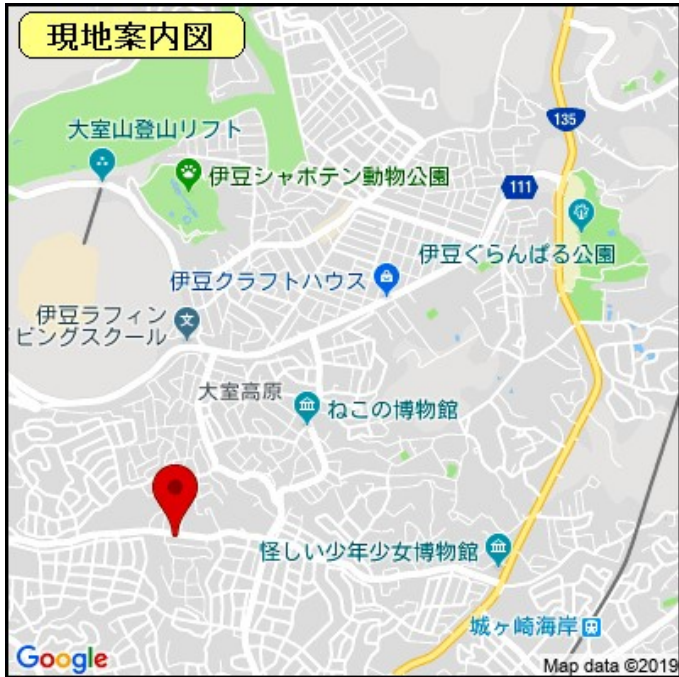 現地案内図
135
大室山登山リフト
伊豆シャボテン動物公園
111
伊豆ぐらんぱる公園
伊豆クラフトハウス
伊豆ラフィン
ビングスクール
文
大室高原
ねこの博物館
怪しい少年少女博物館
城ヶ崎海岸
Google
Map data ©2019